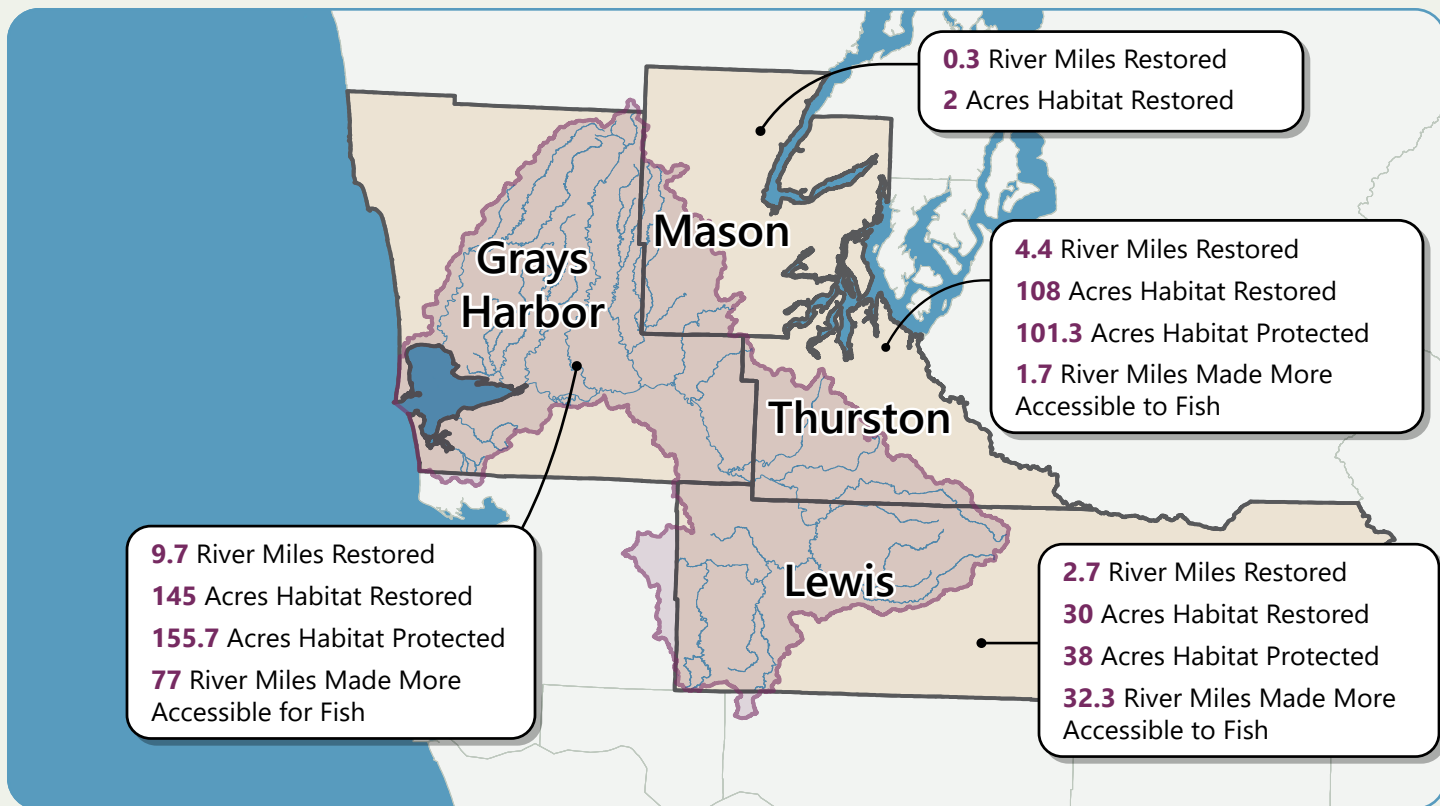 0.3 River Miles Restored
2 Acres Habitat Restored
Mason
Grays
Harbor
4.4 River Miles Restored
108 Acres Habitat Restored
101.3 Acres Habitat Protected
1.7 River Miles Made More
Accessible to Fish
Thurston
9.7 River Miles Restored
145 Acres Habitat Restored
155.7 Acres Habitat Protected
77 River Miles Made More
Accessible for Fish
Lewis
2.7 River Miles Restored
30 Acres Habitat Restored
38 Acres Habitat Protected
32.3 River Miles Made More
Accessible to Fish